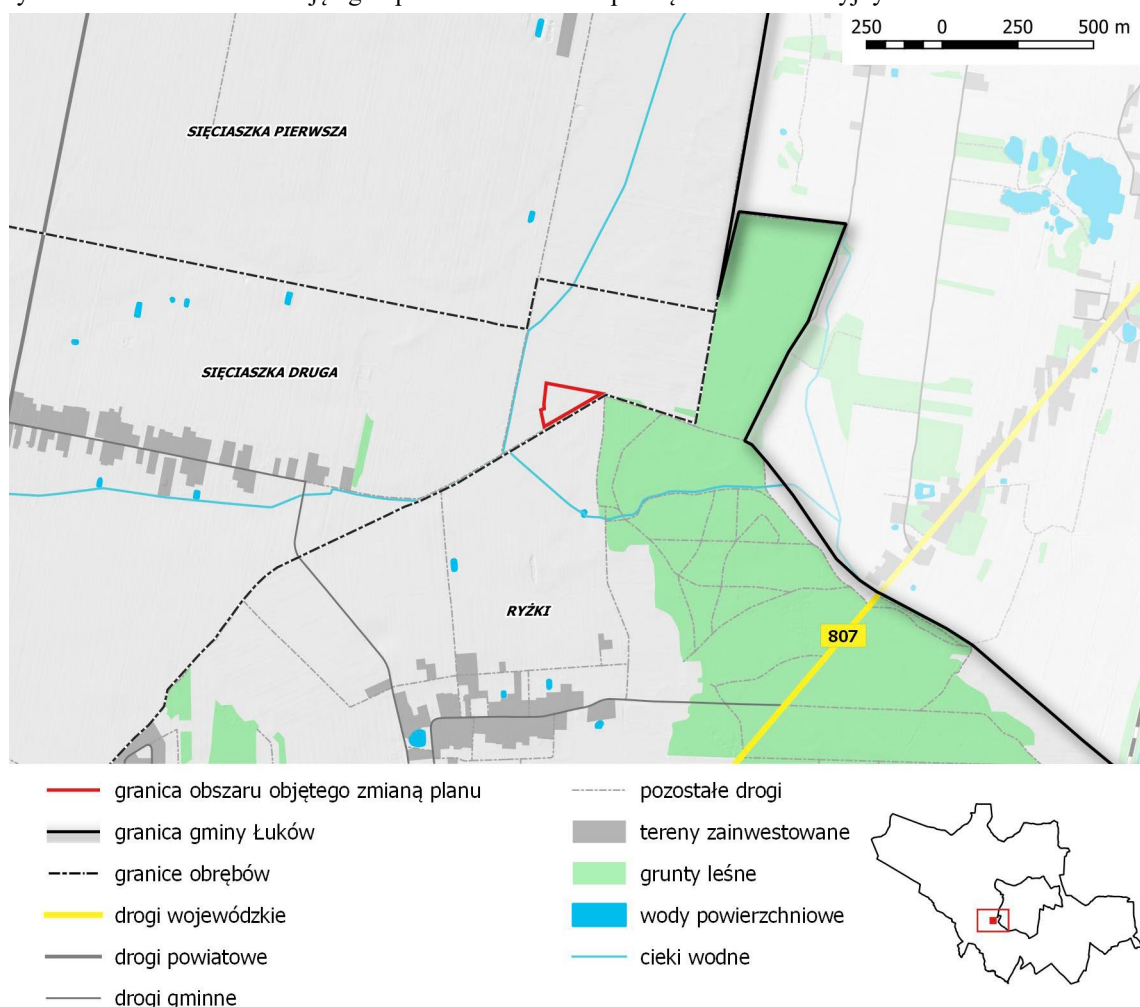 250 0 250 500 m
SIĘCIASZKA PIERWSZA
SIĘCIASZKA DRUGA
RYŻKI
807
granica obszaru objętego zmianą planu
granica gminy Łuków
granice obrębów
drogi wojewódzkie
drogi powiatowe
drogi gminne
pozostałe drogi
tereny zainwestowane
grunty leśne
wody powierzchniowe
cieki wodne